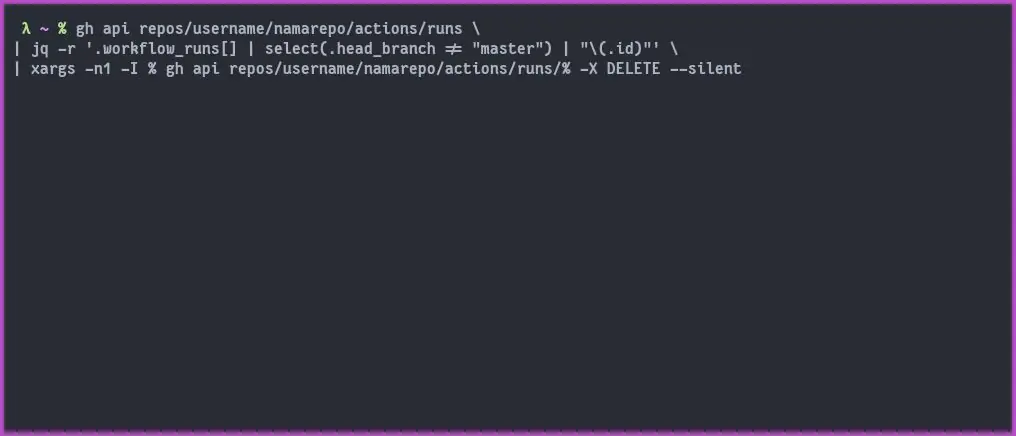 λ ~ % gh api repos/username/namarepo/actions/runs \
| jq -r '.workflow_runs[] | select(.head_branch != "master") | "\(.id)"' \
| xargs -n1 -I % gh api repos/username/namarepo/actions/runs/% -X DELETE --silent